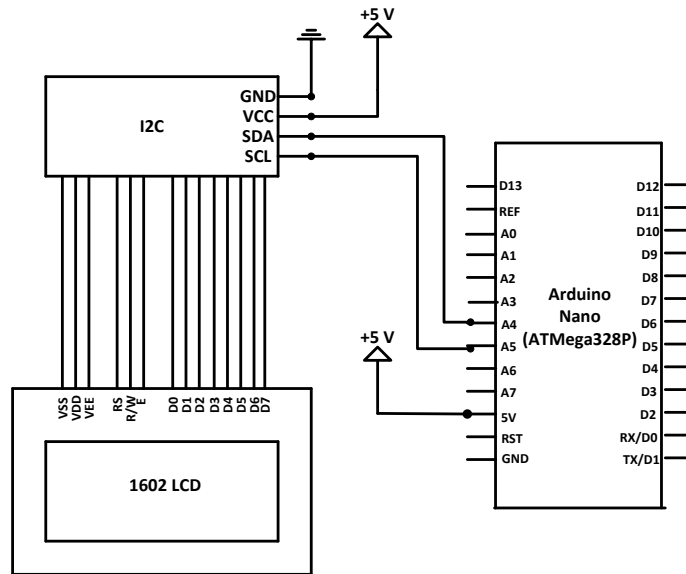 +5 V
I2C
GND
VCC
SDA
SCL
VSS
VDD
VEE
RS
R/W
E
D0
D1
D2
D3
D4
D5
D6
D7
1602 LCD
+5 V
D13
REF
A0
A1
A2
A3
A4
A5
A6
A7
5V
RST
GND
Arduino
Nano
(ATMega328P)
D12
D11
D10
D9
D8
D7
D6
D5
D4
D3
D2
RX/D0
TX/D1